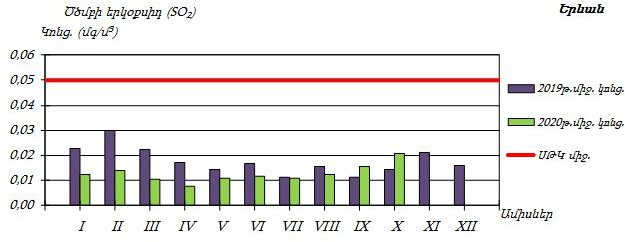 Ծծմբի երկօքսիդ (SO₂)
Երևան
Կոնց. (մգ/մ³)
0,06
0,05
0,04
0,03
0,02
0,01
0,00
I II III IV V VI VII VIII IX X XI XII
Ամիսներ
2019թ.միջ. կոնց.
2020թ.միջ. կոնց.
ՍԹԿ միջ.